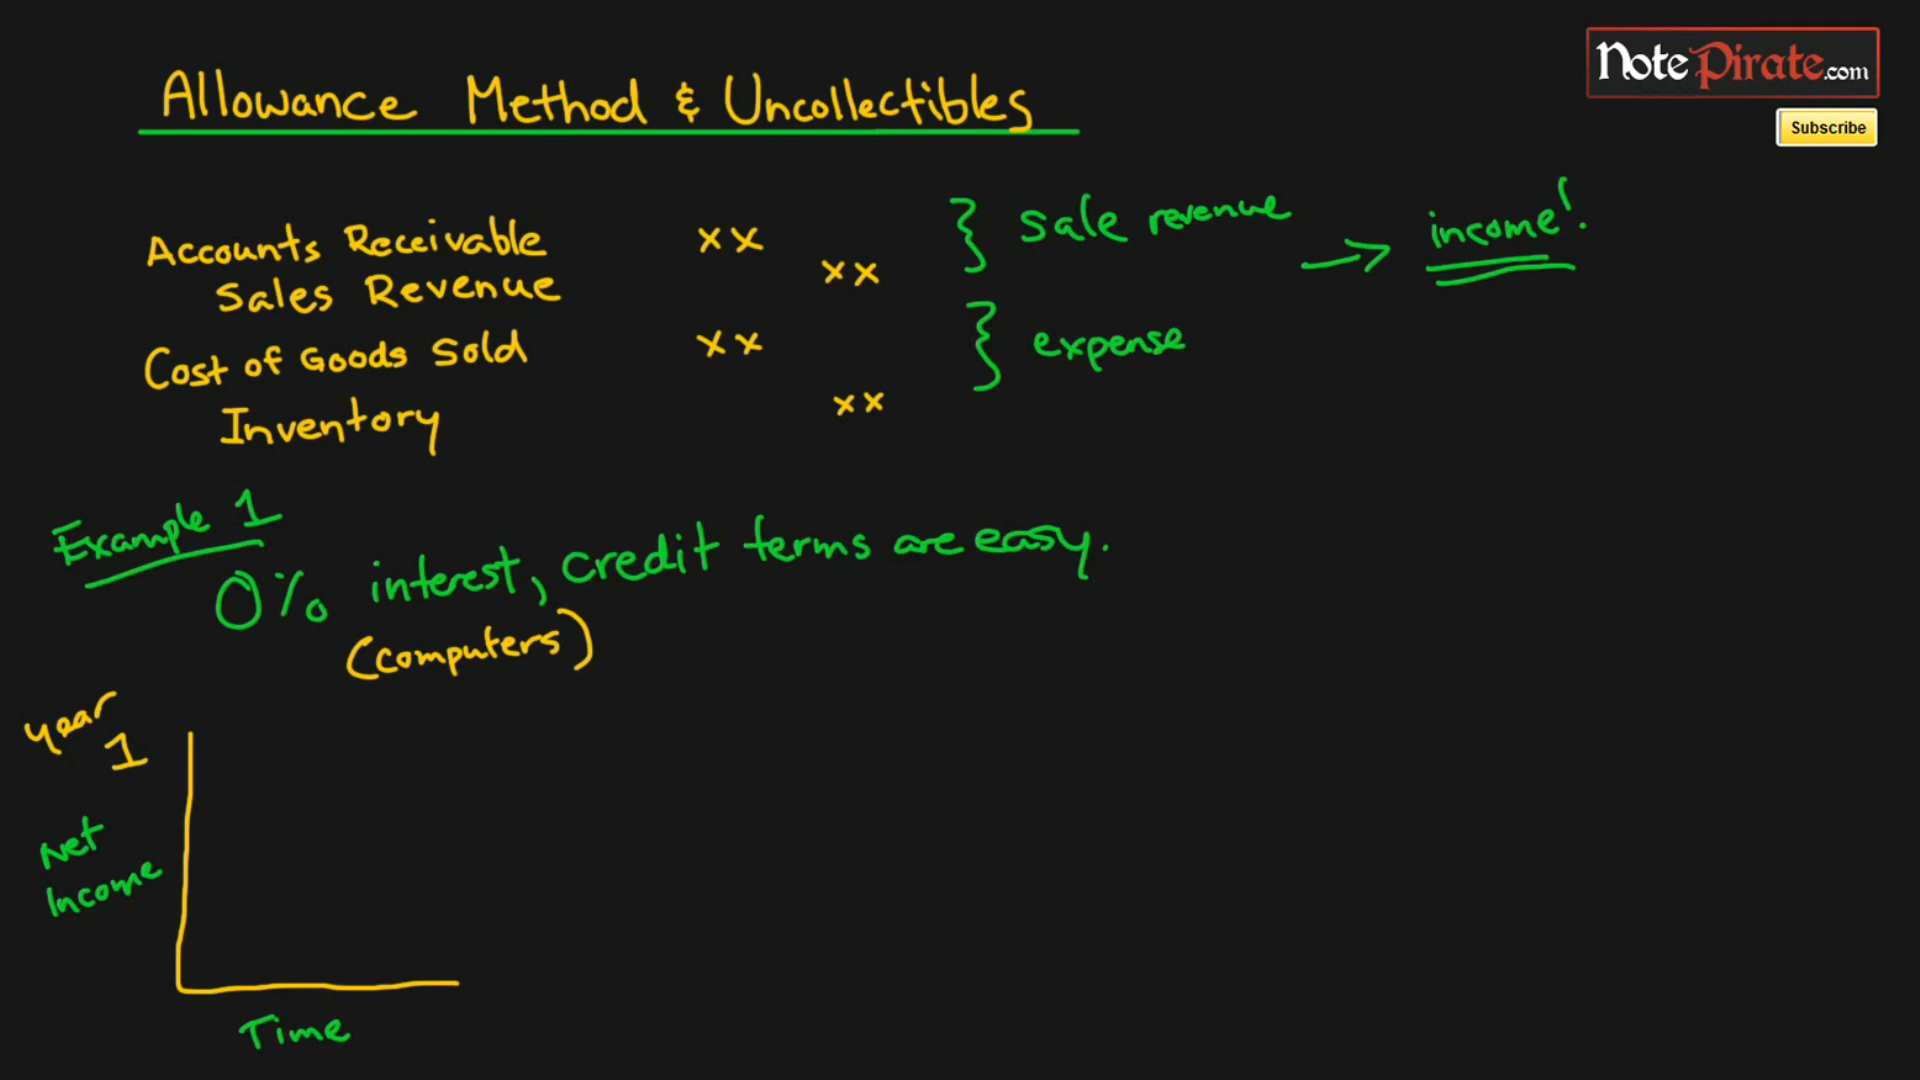 Allowance Method & Uncollectibles
NotePirate.com
Subscribe
Accounts Receivable xx
Sales Revenue xx
} sale revenue → income!
Cost of Goods Sold xx
Inventory xx
} expense
Example 1
0% interest, credit terms are easy.
(computers)
year
1
Net
Income
Time